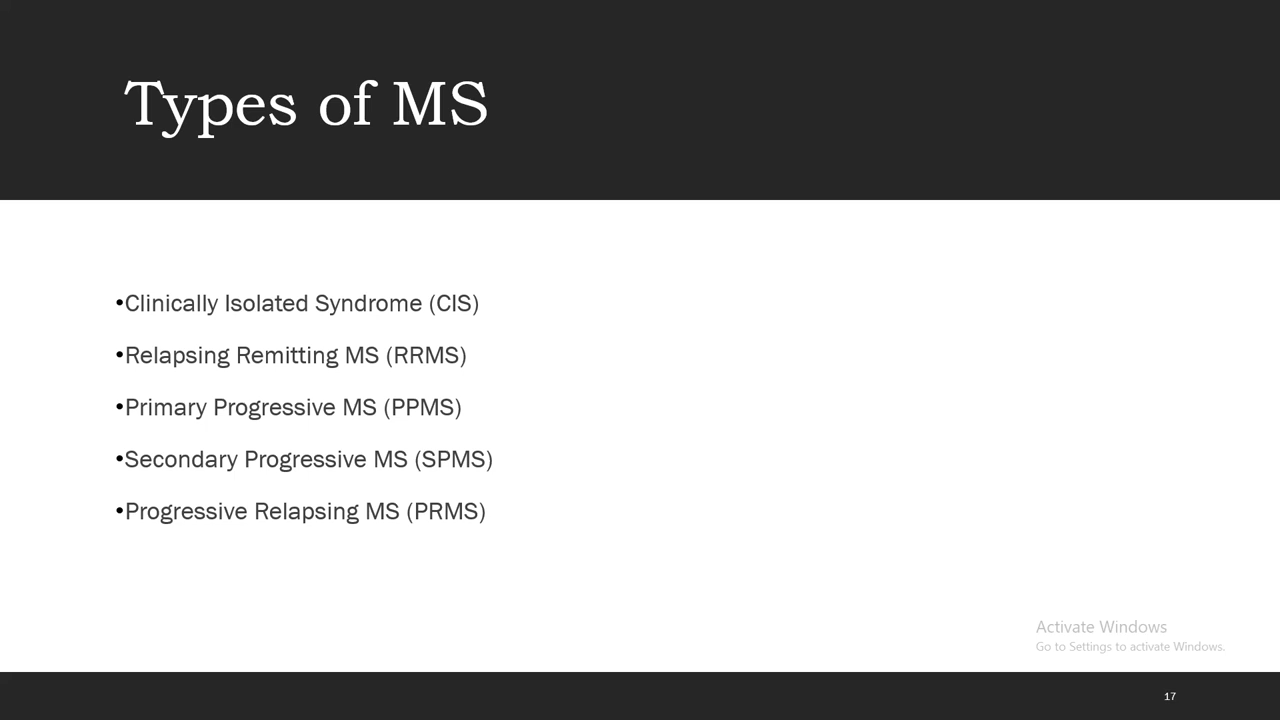 Types of MS
•Clinically Isolated Syndrome (CIS)
•Relapsing Remitting MS (RRMS)
•Primary Progressive MS (PPMS)
•Secondary Progressive MS (SPMS)
•Progressive Relapsing MS (PRMS)
Activate Windows
Go to Settings to activate Windows.
17